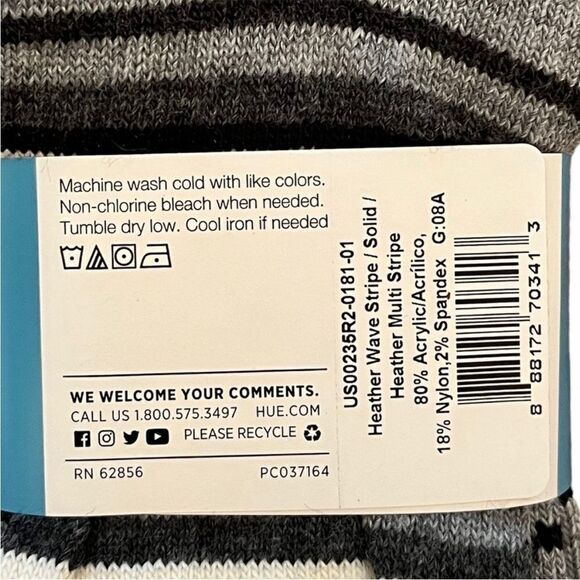 Machine wash cold with like colors.
Non-chlorine bleach when needed.
Tumble dry low. Cool iron if needed
WE WELCOME YOUR COMMENTS.
CALL US 1.800.575.3497 HUE.COM
PLEASE RECYCLE
RN 62856 PC037164
US00235R2-0181-01
Heather Wave Stripe / Solid /
Heather Multi Stripe
80% Acrylic/Acrílico,
18% Nylon,2% Spandex G:08A
8 88172 70341 3